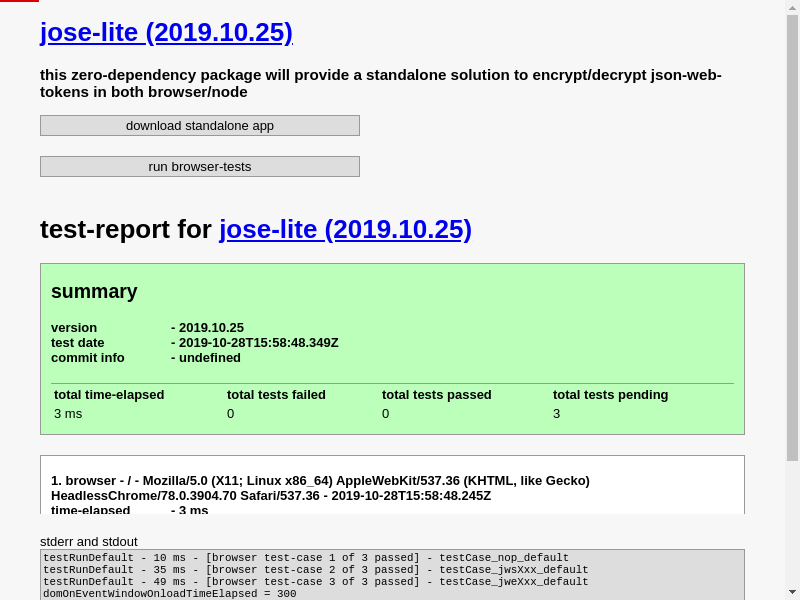 jose-lite (2019.10.25)
this zero-dependency package will provide a standalone solution to encrypt/decrypt json-web-
tokens in both browser/node
download standalone app
run browser-tests
test-report for jose-lite (2019.10.25)
summary
version - 2019.10.25
test date - 2019-10-28T15:58:48.349Z
commit info - undefined
total time-elapsed total tests failed total tests passed total tests pending
3 ms 0 0 3
1. browser - / - Mozilla/5.0 (X11; Linux x86_64) AppleWebKit/537.36 (KHTML, like Gecko)
HeadlessChrome/78.0.3904.70 Safari/537.36 - 2019-10-28T15:58:48.245Z
time-elapsed - 3 ms
stderr and stdout
testRunDefault - 10 ms - [browser test-case 1 of 3 passed] - testCase_nop_default
testRunDefault - 35 ms - [browser test-case 2 of 3 passed] - testCase_jwsXxx_default
testRunDefault - 49 ms - [browser test-case 3 of 3 passed] - testCase_jweXxx_default
domOnEventWindowOnloadTimeElapsed = 300